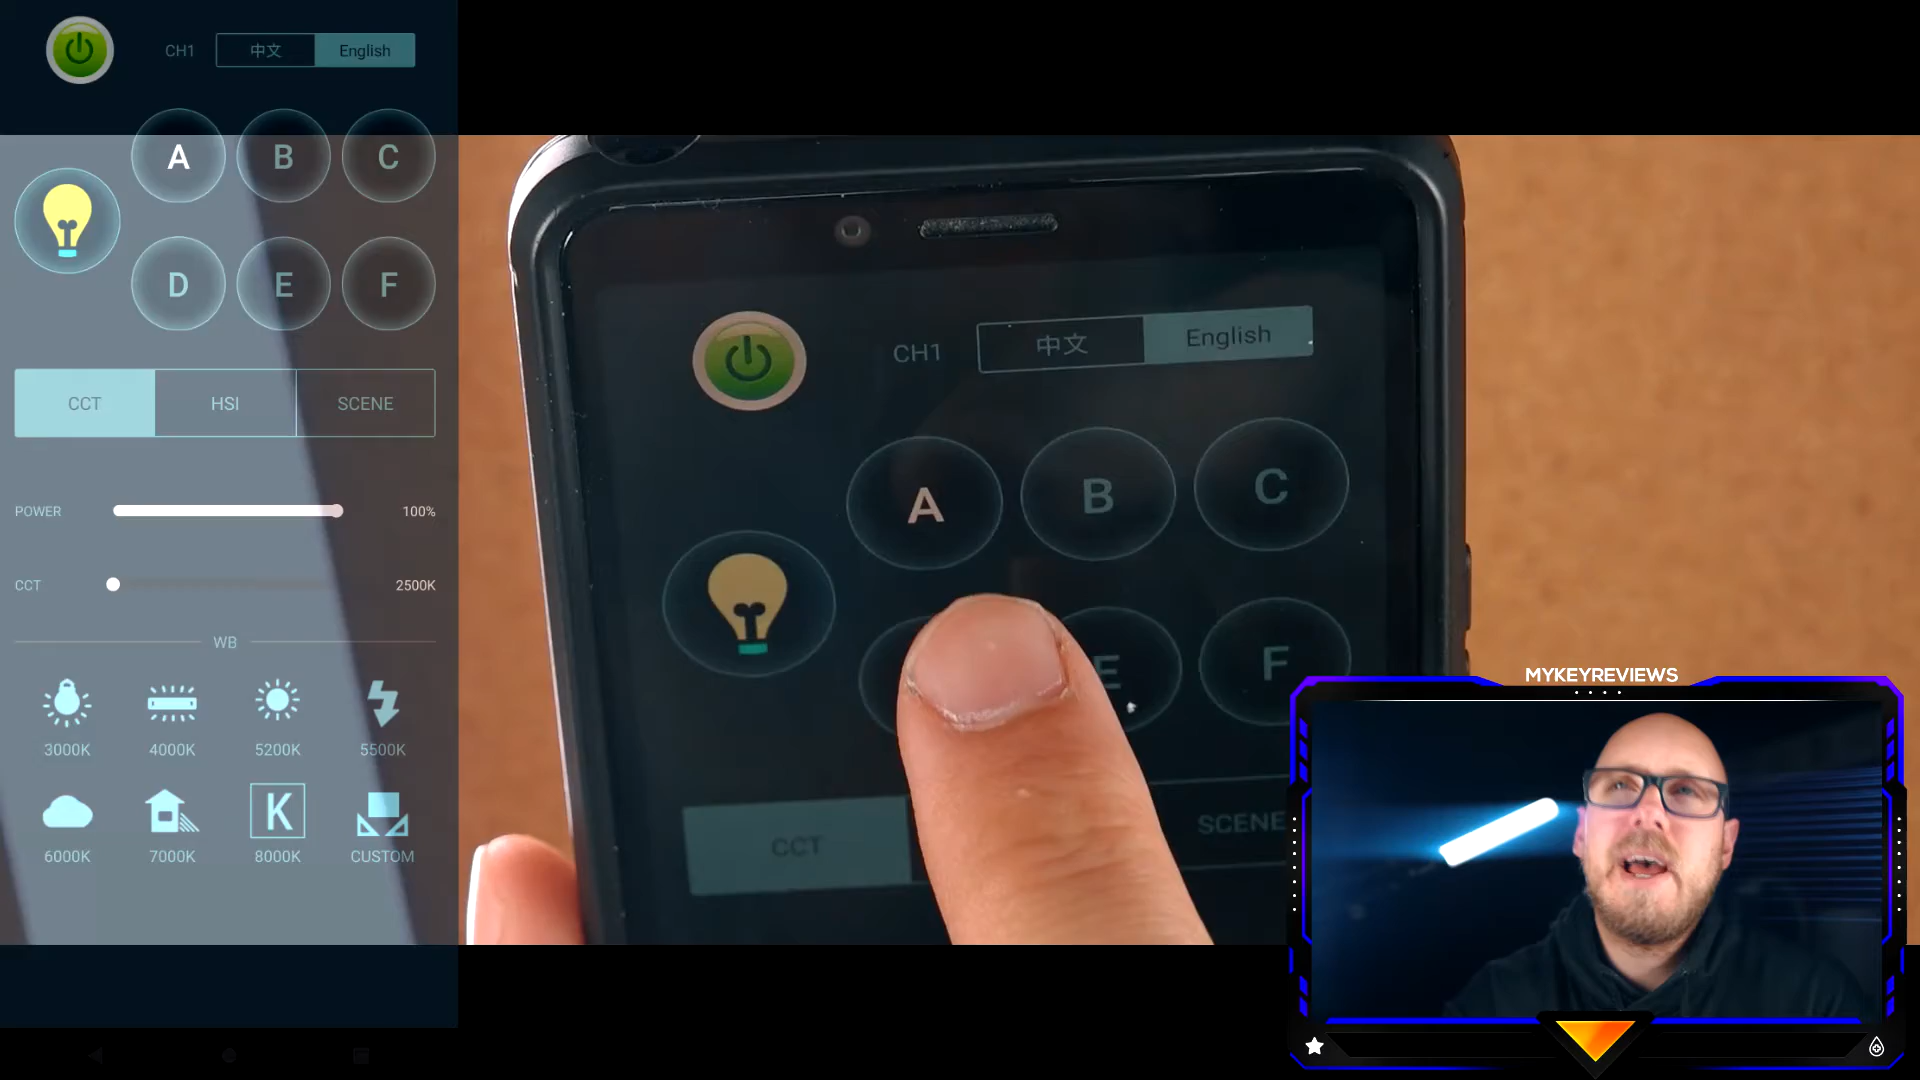 CH1 中文 English
A B C
D E F
CCT HSI SCENE
POWER 100%
CCT 2500K
WB
3000K 4000K 5200K 5500K
K
6000K 7000K 8000K CUSTOM
CH1 中文 English
A B C
E F
CCT SCENE
MYKEYREVIEWS